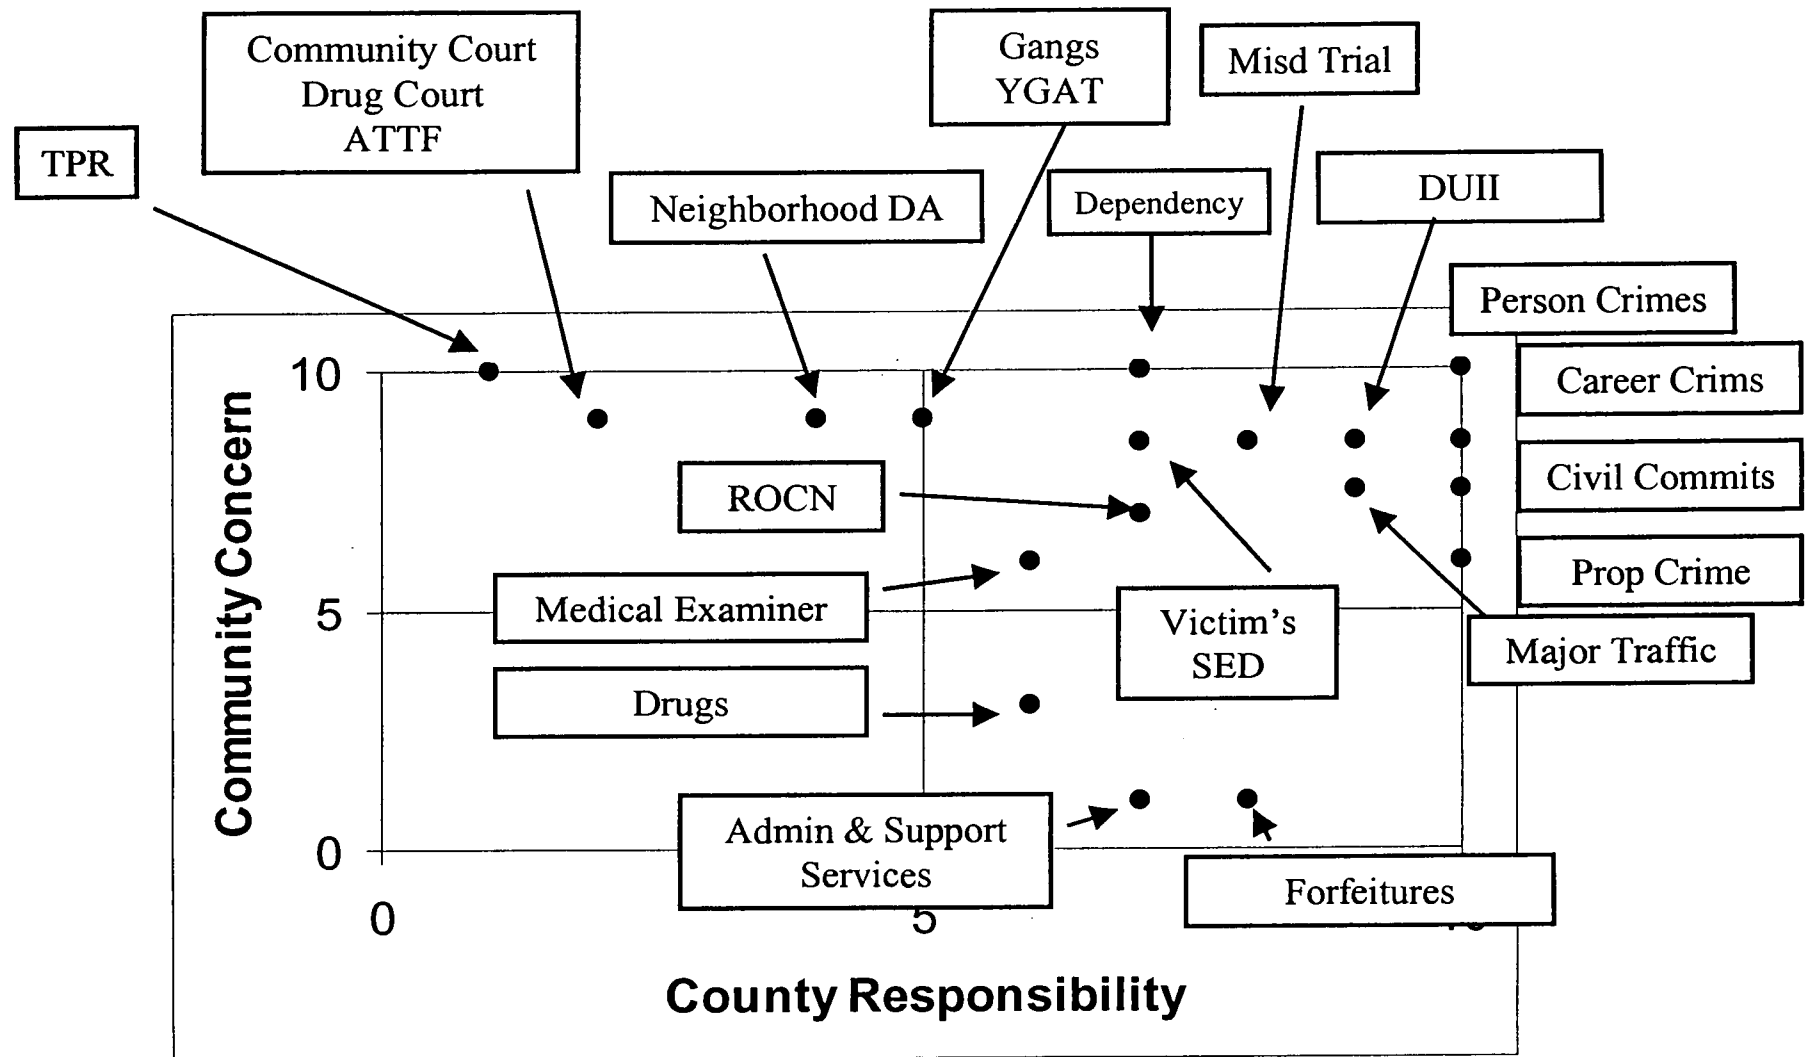 Community Court
Drug Court
ATTF
Gangs
YGAT
Misd Trial
TPR
Neighborhood DA
Dependency
DUII
Person Crimes
10
Career Crims
ROCN
Civil Commits
Prop Crime
Medical Examiner
5
Victim's
SED
Major Traffic
Drugs
Community Concern
Admin & Support
Services
0
Forfeitures
0
5
County Responsibility